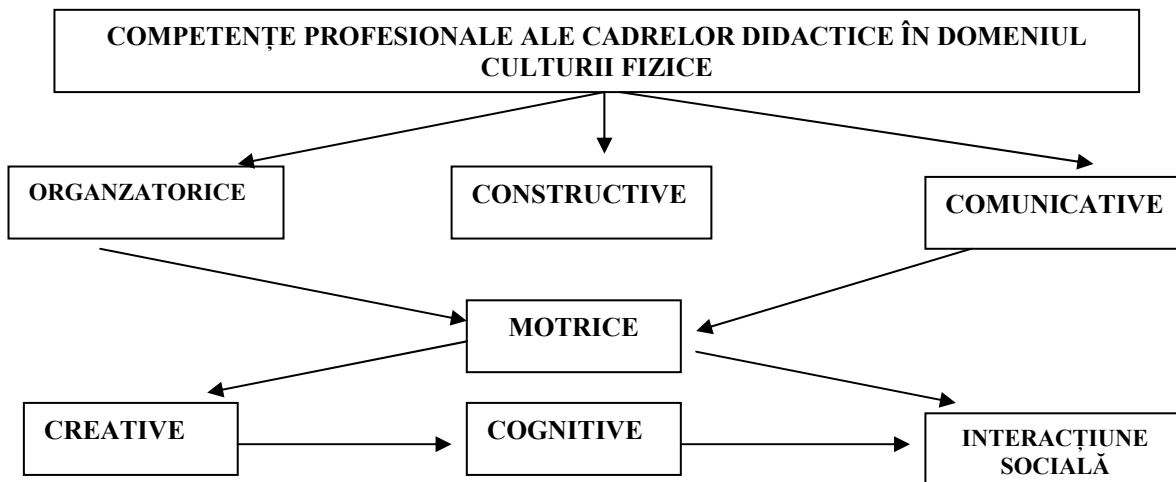 COMPETENȚE PROFESIONALE ALE CADRELOR DIDACTICE ÎN DOMENIUL
CULTURII FIZICE
ORGANZATORICE
CONSTRUCTIVE
COMUNICATIVE
MOTRICE
CREATIVE
COGNITIVE
INTERACȚIUNE
SOCIALĂ